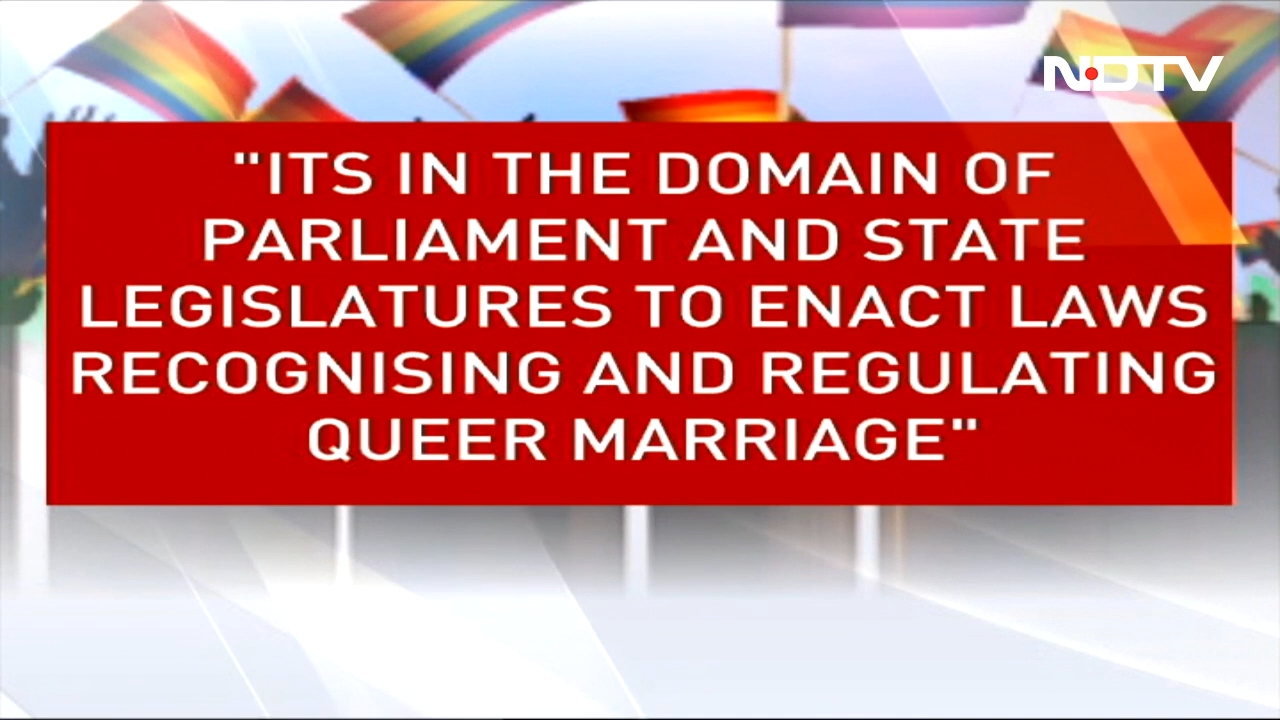 NDTV
"ITS IN THE DOMAIN OF
PARLIAMENT AND STATE
LEGISLATURES TO ENACT LAWS
RECOGNISING AND REGULATING
QUEER MARRIAGE"